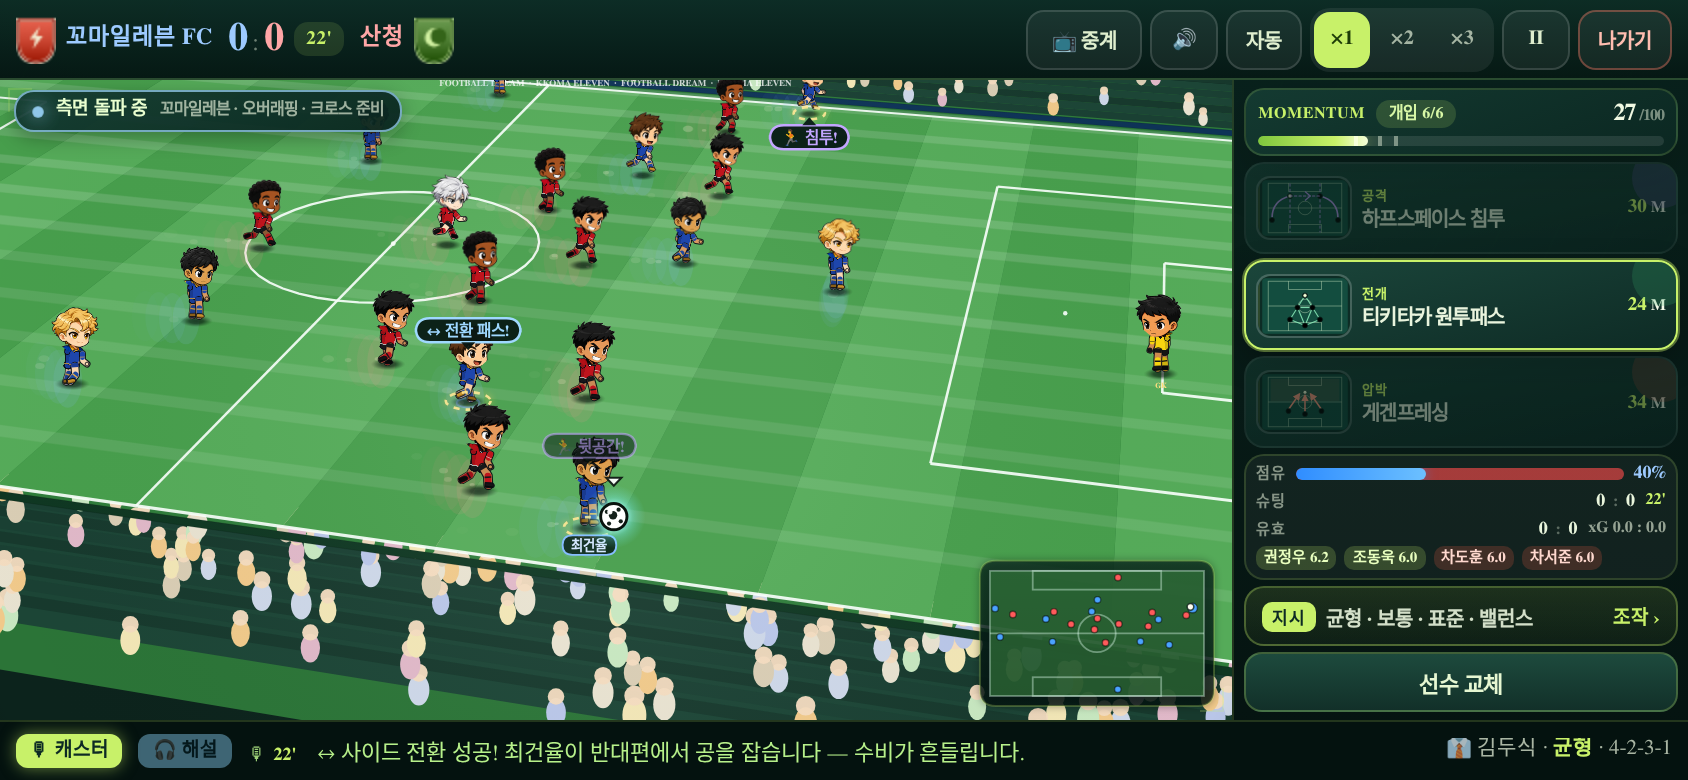 꼬마일레븐 FC 0 : 0 22' 산청
📺 중계 🔊 자동 ×1 ×2 ×3 II 나가기
FOOTBALL DREAM · KKOMA ELEVEN · FOOTBALL DREAM · ELEVEN
측면 돌파 중 꼬마일레븐 · 오버래핑 · 크로스 준비
🏃 침투!
↔ 전환 패스!
🏃 뒷공간!
최건율
GK
MOMENTUM 개입 6/6 27 /100
공격
하프스페이스 침투
30 M
전개
티키타카 원투패스
24 M
압박
게겐프레싱
34 M
점유 40%
슈팅 0 : 0 22'
유효 0 : 0 xG 0.0 : 0.0
권정우 6.2 조동욱 6.0 차도훈 6.0 차서준 6.0
지시 균형 · 보통 · 표준 · 밸런스 조작 ›
선수 교체
🎙 캐스터 🎧 해설 🎙 22' ↔ 사이드 전환 성공! 최건율이 반대편에서 공을 잡습니다 — 수비가 흔들립니다.
👔 김두식 · 균형 · 4-2-3-1